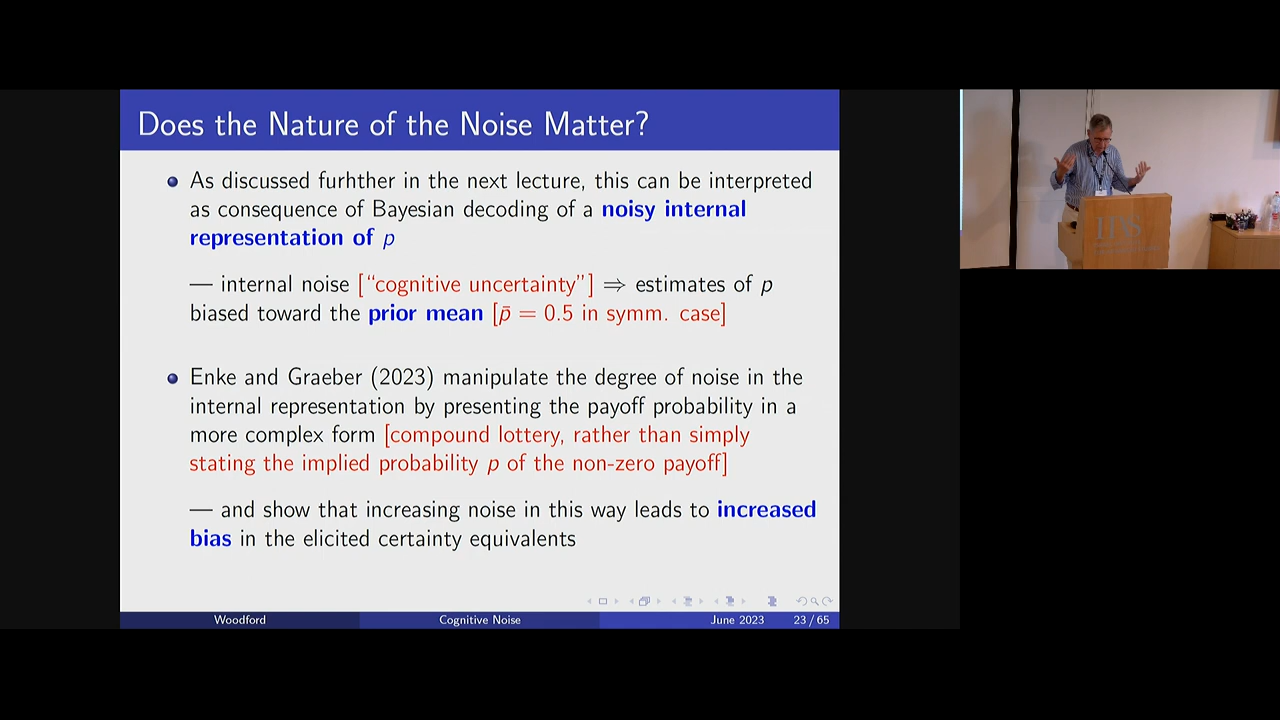 Does the Nature of the Noise Matter?
As discussed furhther in the next lecture, this can be interpreted
as consequence of Bayesian decoding of a noisy internal
representation of p
— internal noise [“cognitive uncertainty”] ⇒ estimates of p
biased toward the prior mean [p̄ = 0.5 in symm. case]
Enke and Graeber (2023) manipulate the degree of noise in the
internal representation by presenting the payoff probability in a
more complex form [compound lottery, rather than simply
stating the implied probability p of the non-zero payoff]
— and show that increasing noise in this way leads to increased
bias in the elicited certainty equivalents
Woodford
Cognitive Noise
June 2023
23 / 65